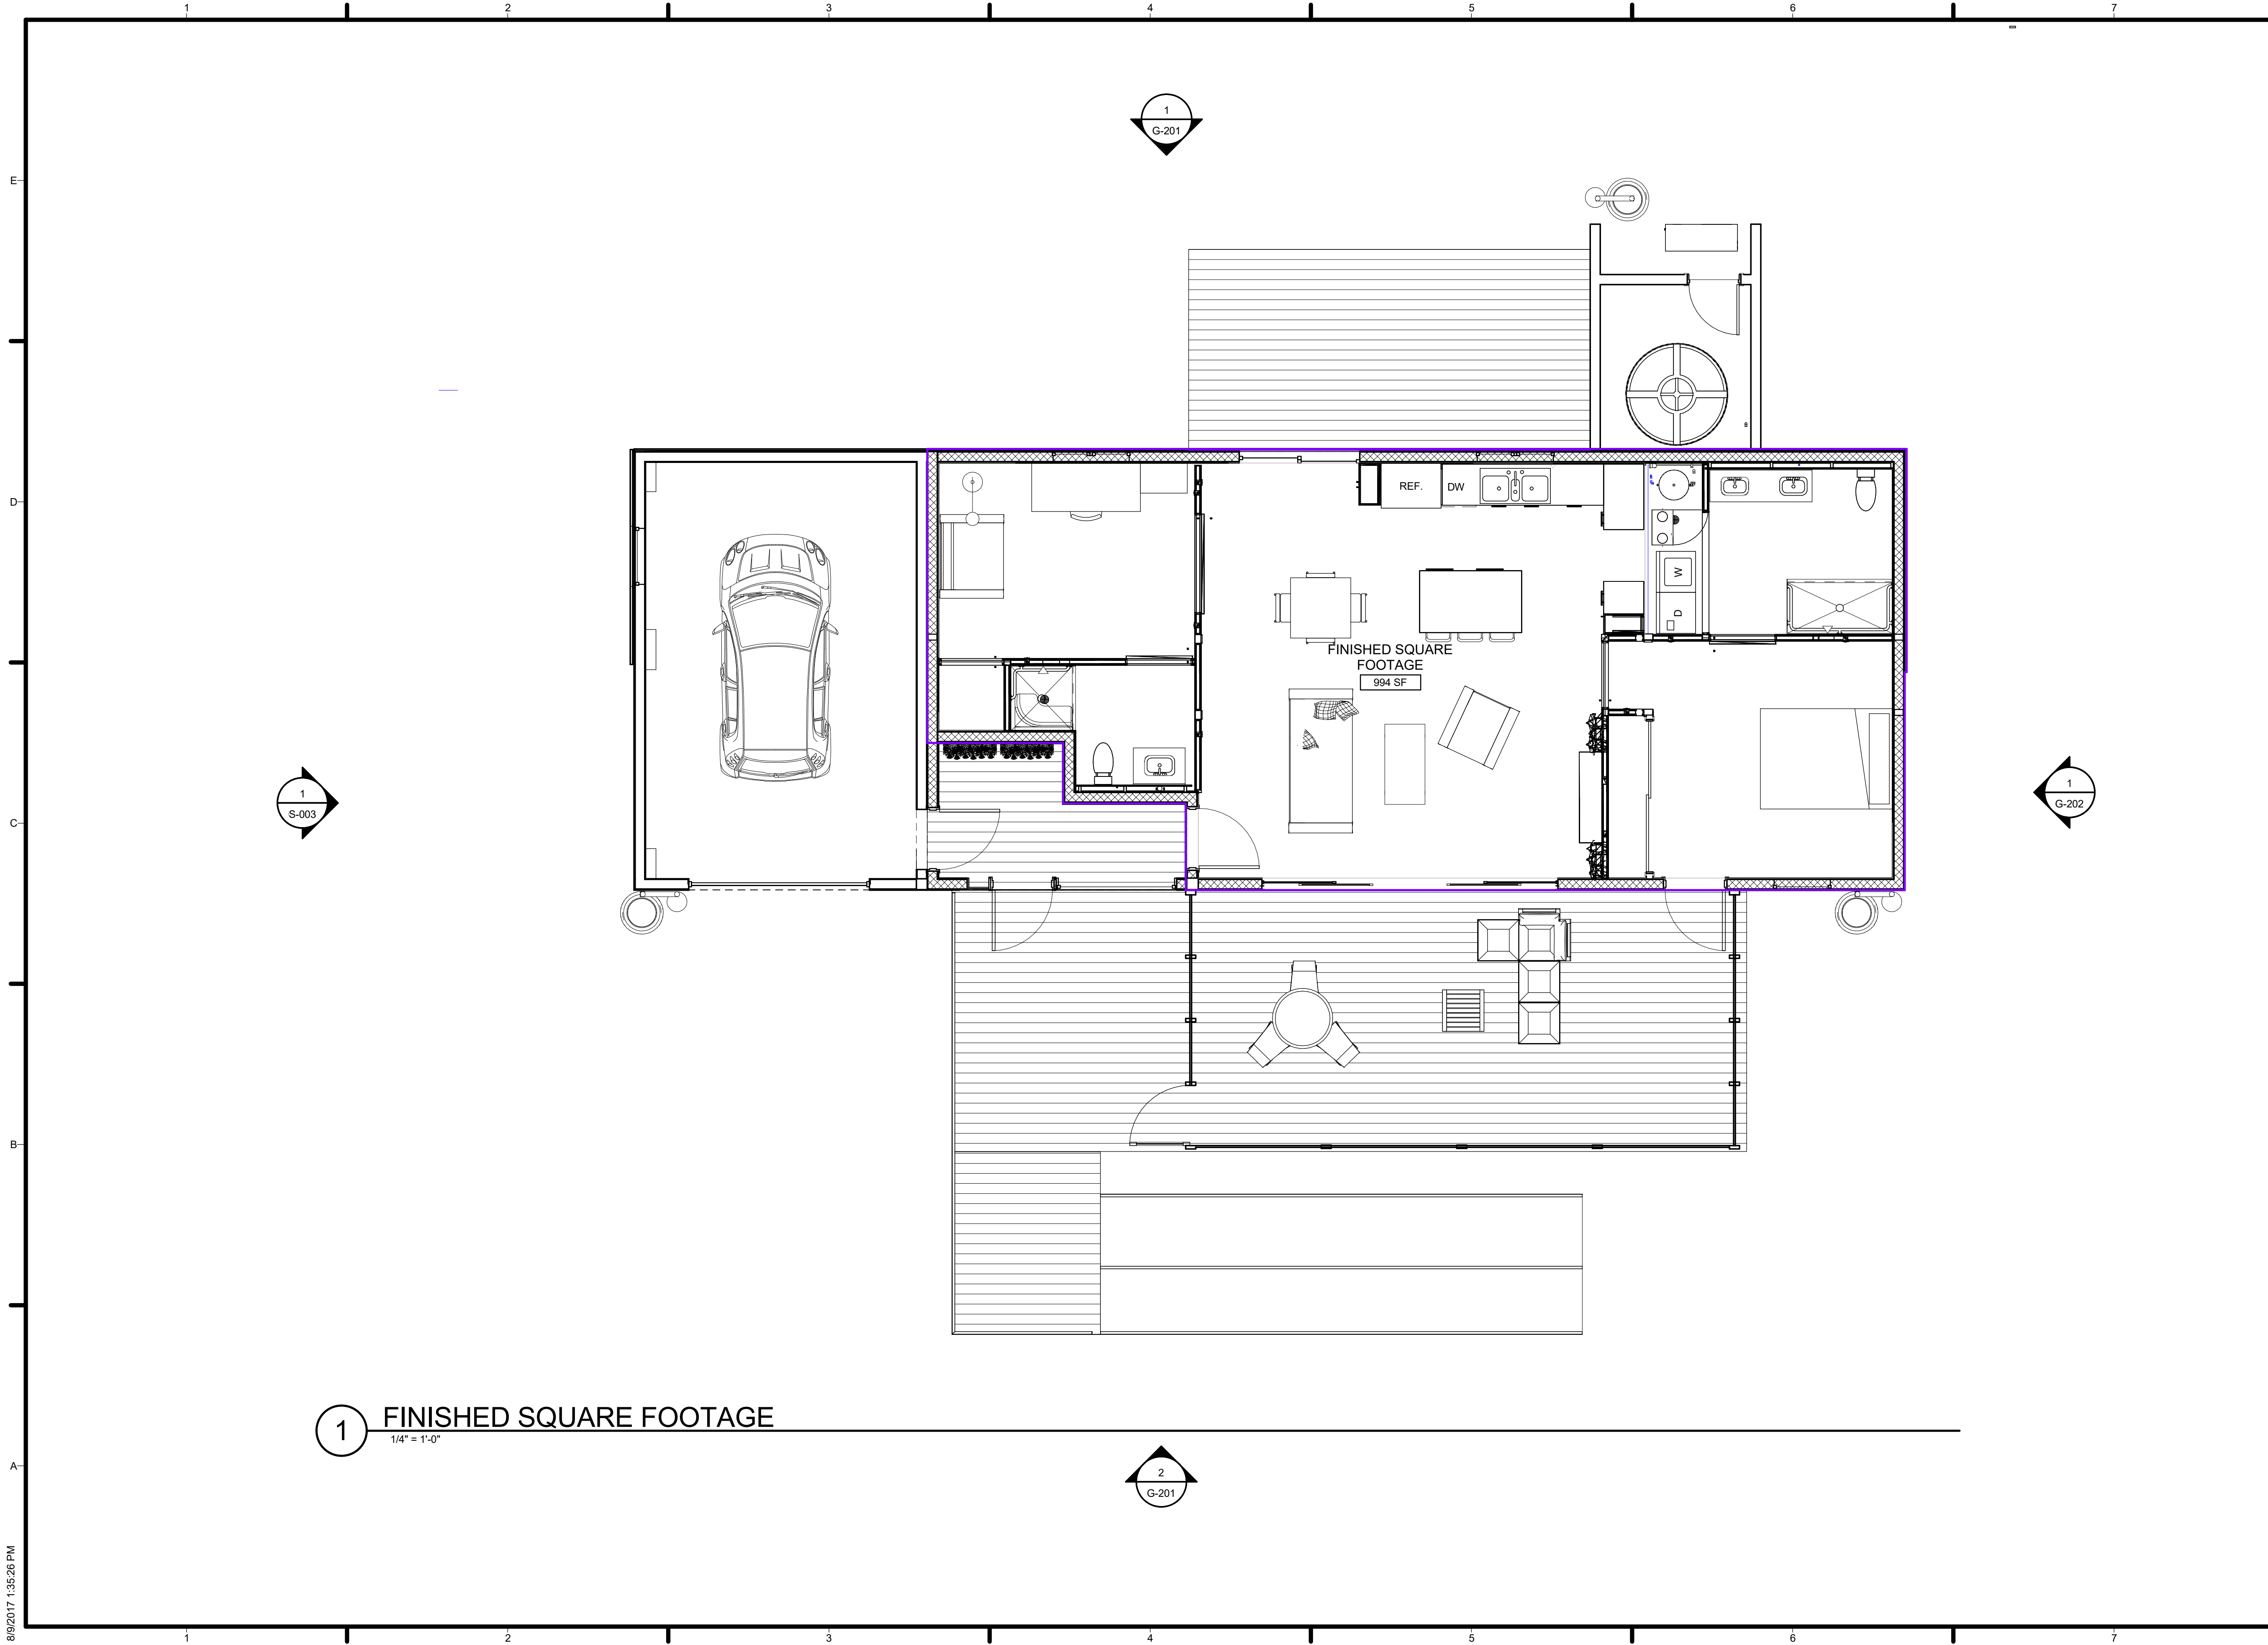 1 2 3 4 5 6 7
1
G-201
E
D
REF. DW
W
D
FINISHED SQUARE
FOOTAGE
994 SF
1
S-003
1
G-202
C
B
1 FINISHED SQUARE FOOTAGE
1/4" = 1'-0"
A
2
G-201
8/9/2017 1:35:26 PM
1 2 3 4 5 6 7